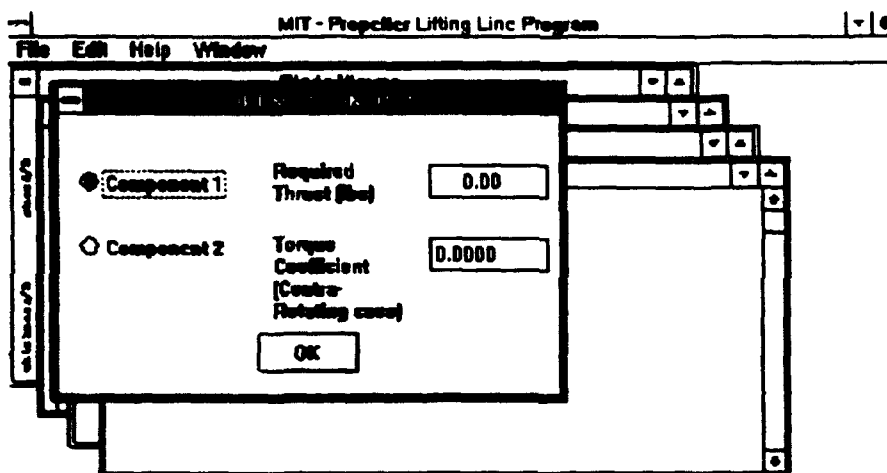 MIT - Propeller Lifting Line Program
File Edit Help Window
Component 1
Required
Thrust (lbs)
0.00
Component 2
Torque
Coefficient
(Contra-
Rotating case)
0.0000
OK